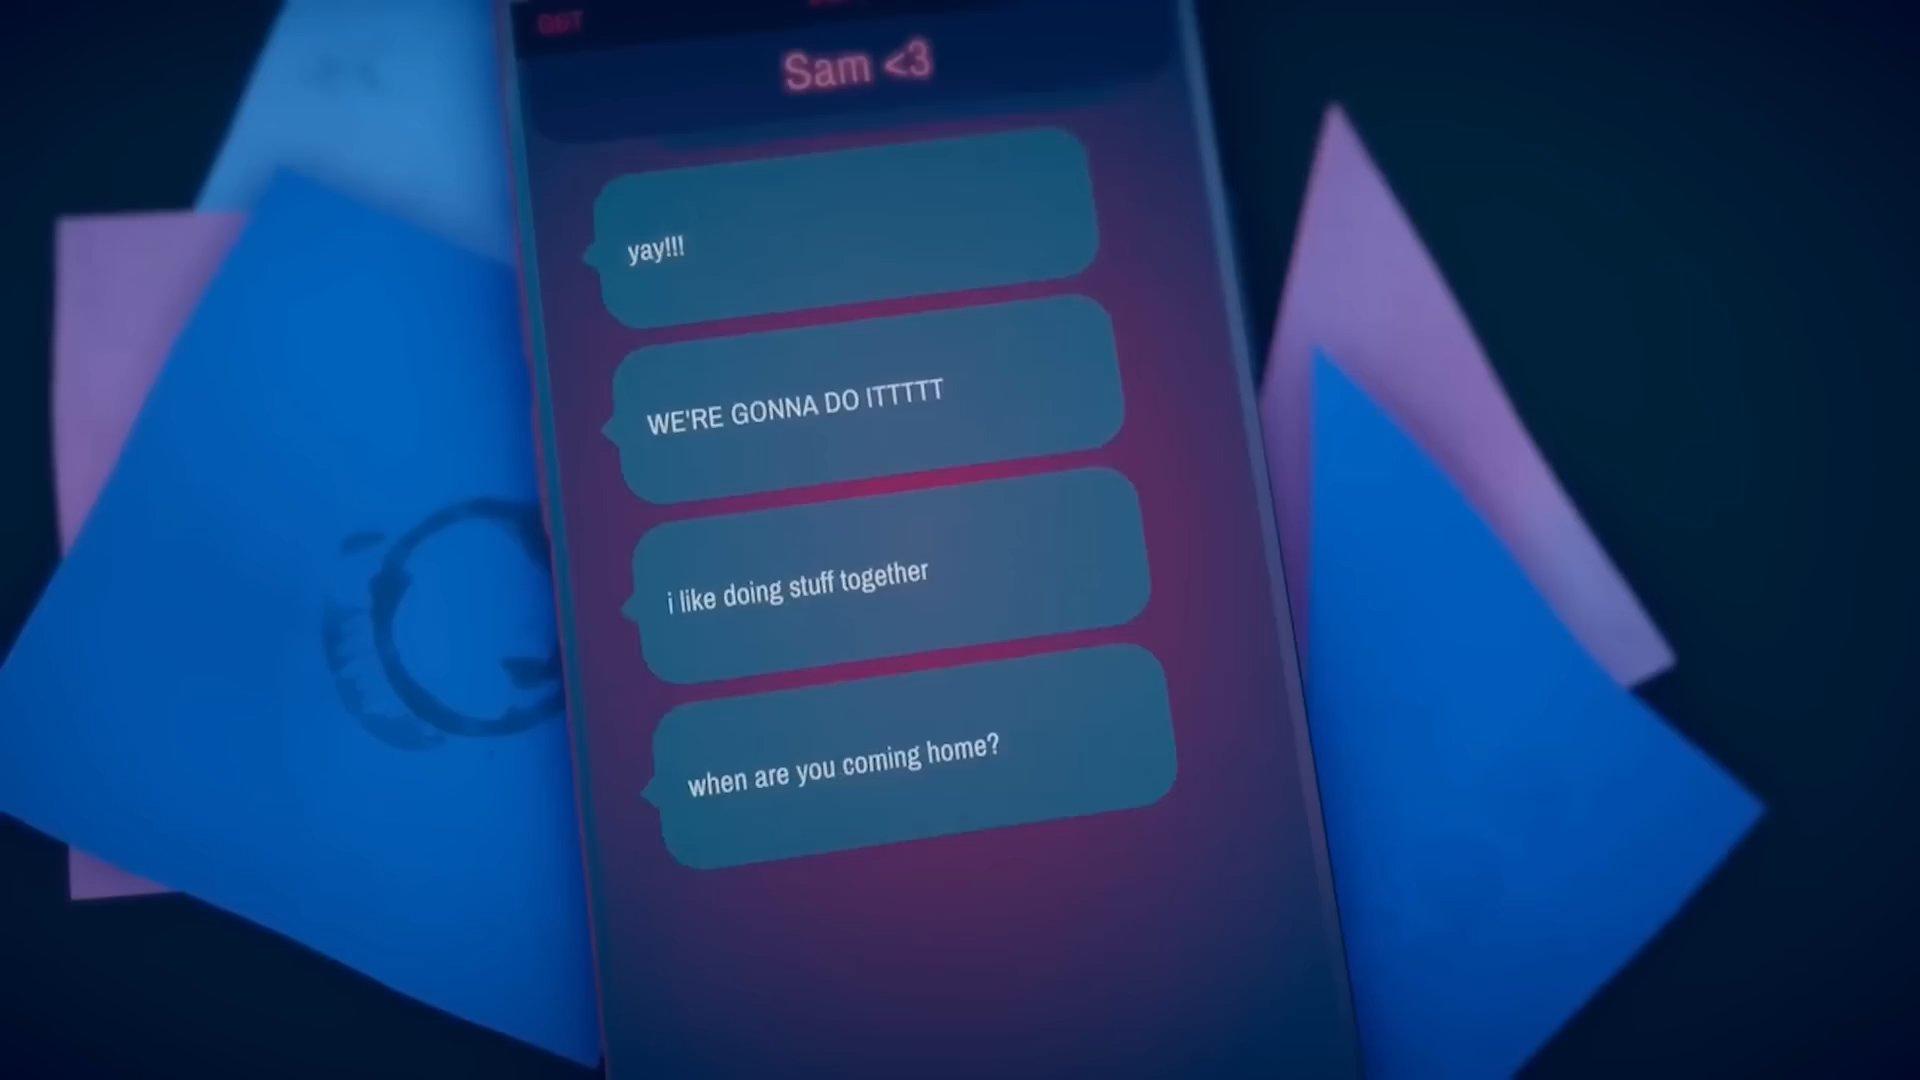 Sam <3
yay!!!
WE'RE GONNA DO ITTTTT
i like doing stuff together
when are you coming home?